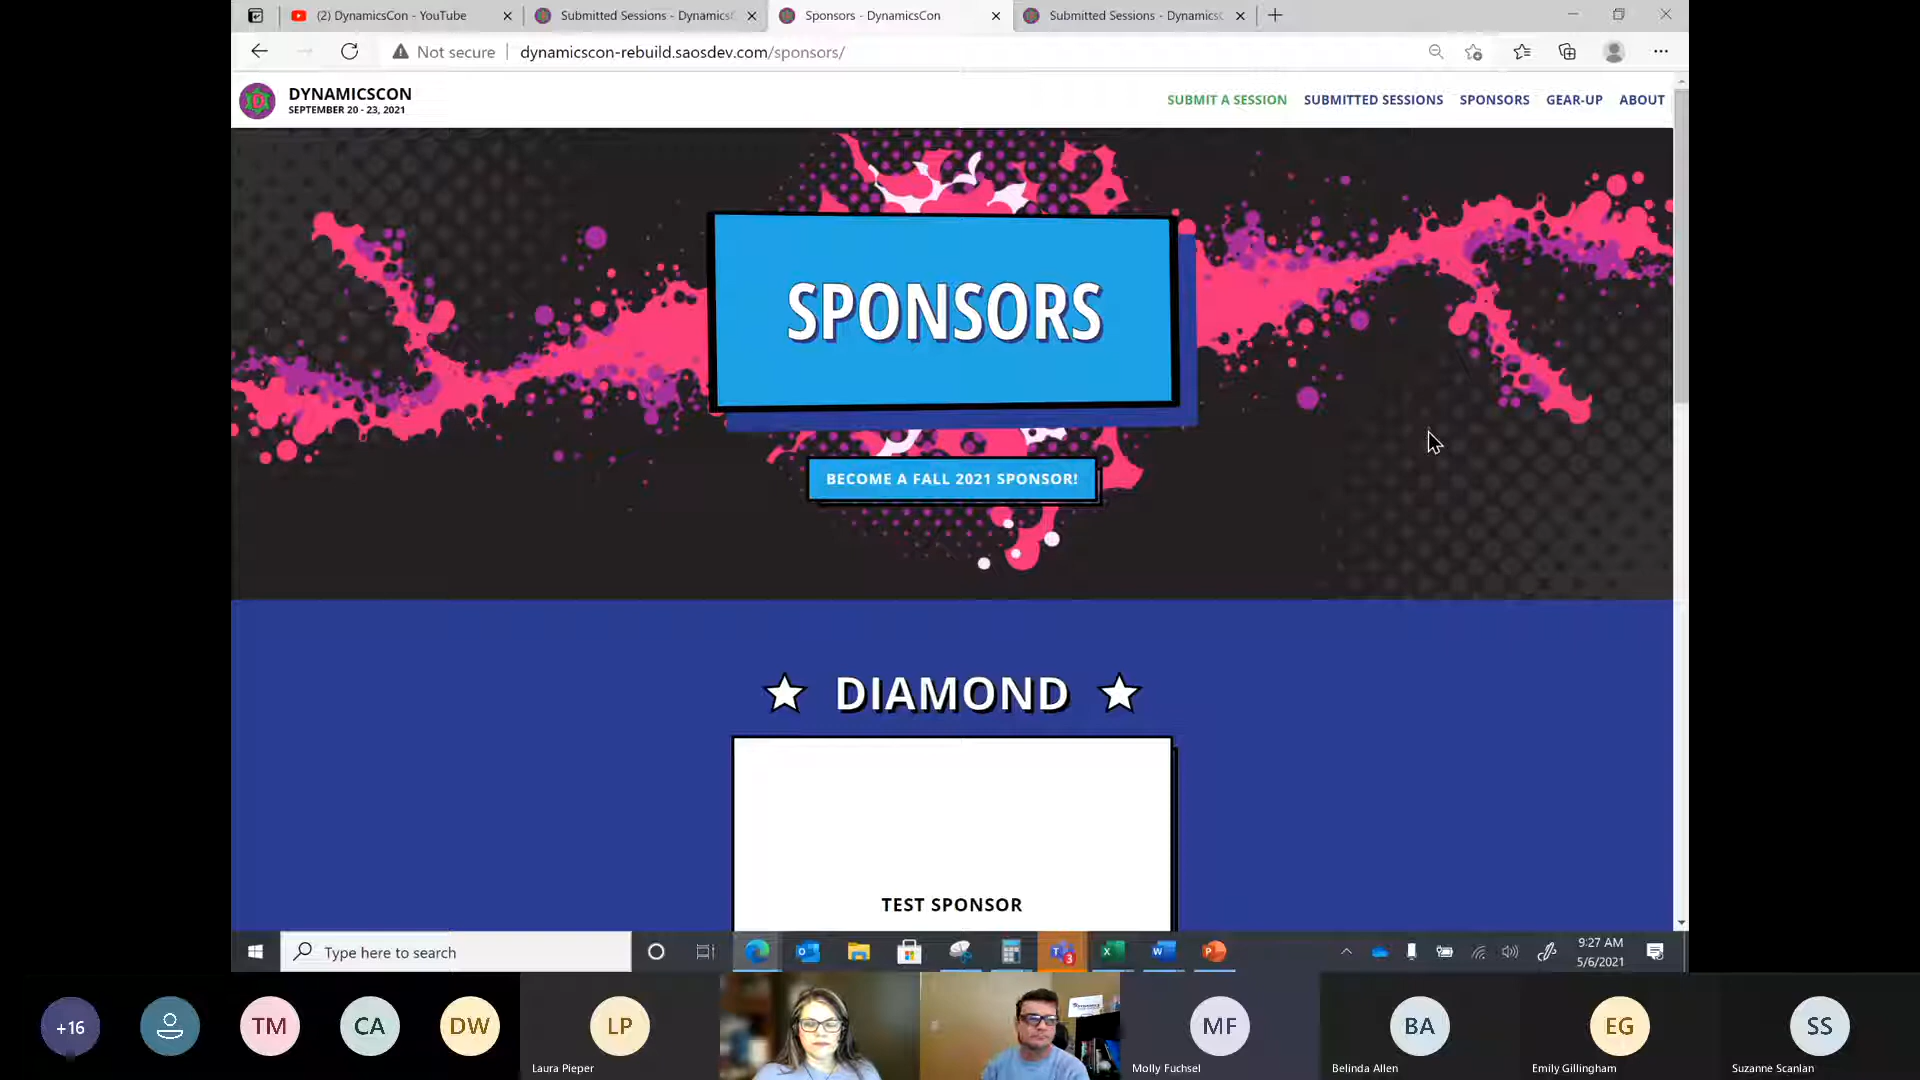 (2) DynamicsCon - YouTube
Submitted Sessions - Dynamics
Sponsors - DynamicsCon
Submitted Sessions - Dynamics
Not secure
dynamicscon-rebuild.saosdev.com/sponsors/
DYNAMICSCON
SEPTEMBER 20 - 23, 2021
SUBMIT A SESSION
SUBMITTED SESSIONS
SPONSORS
GEAR-UP
ABOUT
SPONSORS
BECOME A FALL 2021 SPONSOR!
DIAMOND
TEST SPONSOR
Type here to search
3
9:27 AM
5/6/2021
+16
TM
CA
DW
LP
Laura Pieper
MF
Molly Fuchsel
BA
Belinda Allen
EG
Emily Gillingham
SS
Suzanne Scanlan